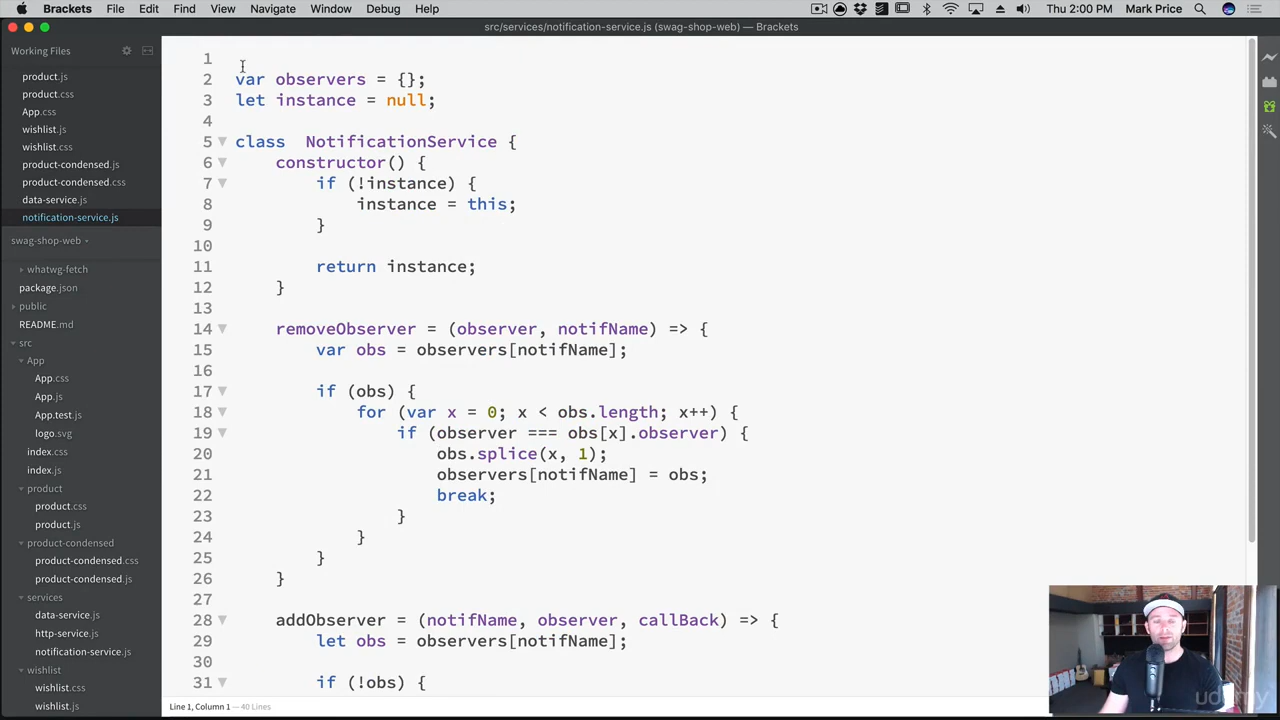 Brackets File Edit Find View Navigate Window Debug Help Thu 2:00 PM Mark Price
src/services/notification-service.js (swag-shop-web) — Brackets
Working Files
product.js
product.css
App.css
wishlist.js
wishlist.css
product-condensed.js
product-condensed.css
data-service.js
notification-service.js
swag-shop-web
whatwg-fetch
package.json
public
README.md
src
App
App.css
App.js
App.test.js
logo.svg
index.css
index.js
product
product.css
product.js
product-condensed
product-condensed.css
product-condensed.js
services
data-service.js
http-service.js
notification-service.js
wishlist
wishlist.css
wishlist.js
1
2 var observers = {};
3 let instance = null;
4
5 class  NotificationService {
6 constructor() {
7 if (!instance) {
8 instance = this;
9 }
10
11 return instance;
12 }
13
14 removeObserver = (observer, notifName) => {
15 var obs = observers[notifName];
16
17 if (obs) {
18 for (var x = 0; x < obs.length; x++) {
19 if (observer === obs[x].observer) {
20 obs.splice(x, 1);
21 observers[notifName] = obs;
22 break;
23 }
24 }
25 }
26 }
27
28 addObserver = (notifName, observer, callBack) => {
29 let obs = observers[notifName];
30
31 if (!obs) {
Line 1, Column 1 — 40 Lines
udemy